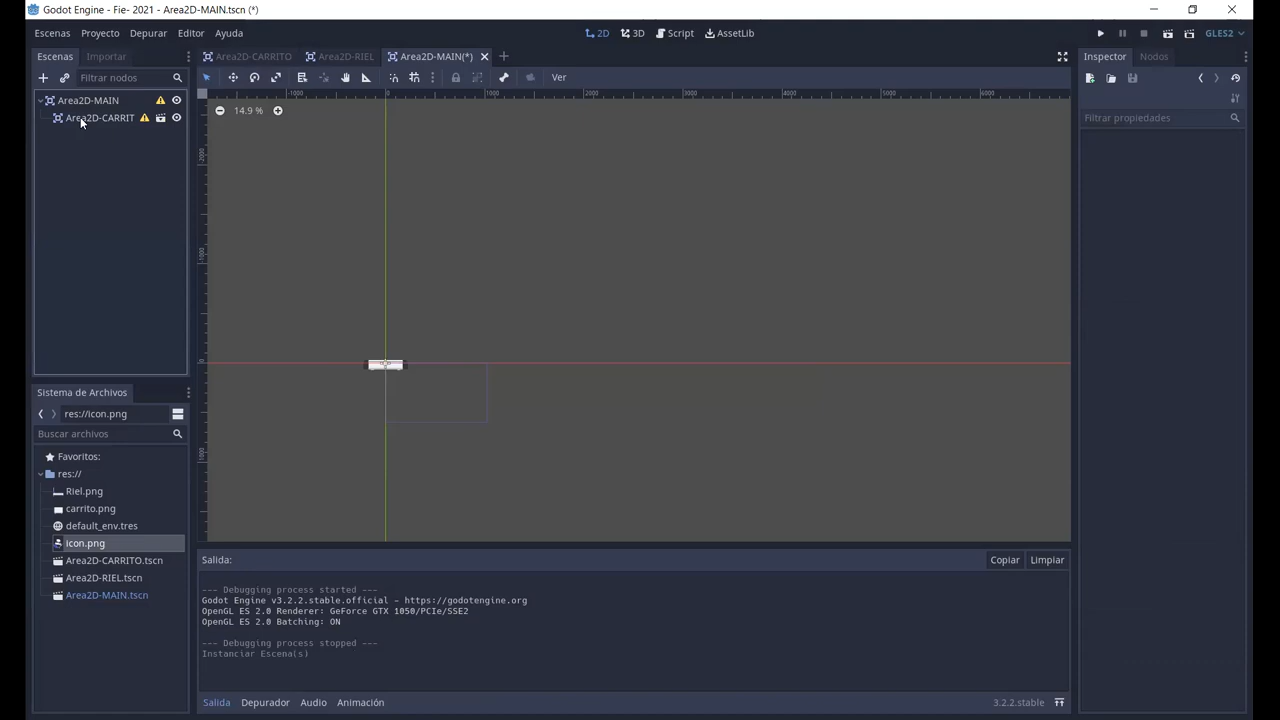 Godot Engine - Fie- 2021 - Area2D-MAIN.tscn (*)
Escenas Proyecto Depurar Editor Ayuda
2D 3D Script AssetLib
GLES2
Escenas Importar
Area2D-CARRITO Area2D-RIEL Area2D-MAIN(*)
Inspector Nodos
Filtrar nodos
Ver
Area2D-MAIN
Area2D-CARRIT
14.9 %
Filtrar propiedades
Sistema de Archivos
res://icon.png
Buscar archivos
Favoritos:
res://
Riel.png
carrito.png
default_env.tres
icon.png
Area2D-CARRITO.tscn
Area2D-RIEL.tscn
Area2D-MAIN.tscn
Salida: Copiar Limpiar
--- Debugging process started ---
Godot Engine v3.2.2.stable.official - https://godotengine.org
OpenGL ES 2.0 Renderer: GeForce GTX 1050/PCIe/SSE2
OpenGL ES 2.0 Batching: ON
--- Debugging process stopped ---
Instanciar Escena(s)
Salida Depurador Audio Animación 3.2.2.stable